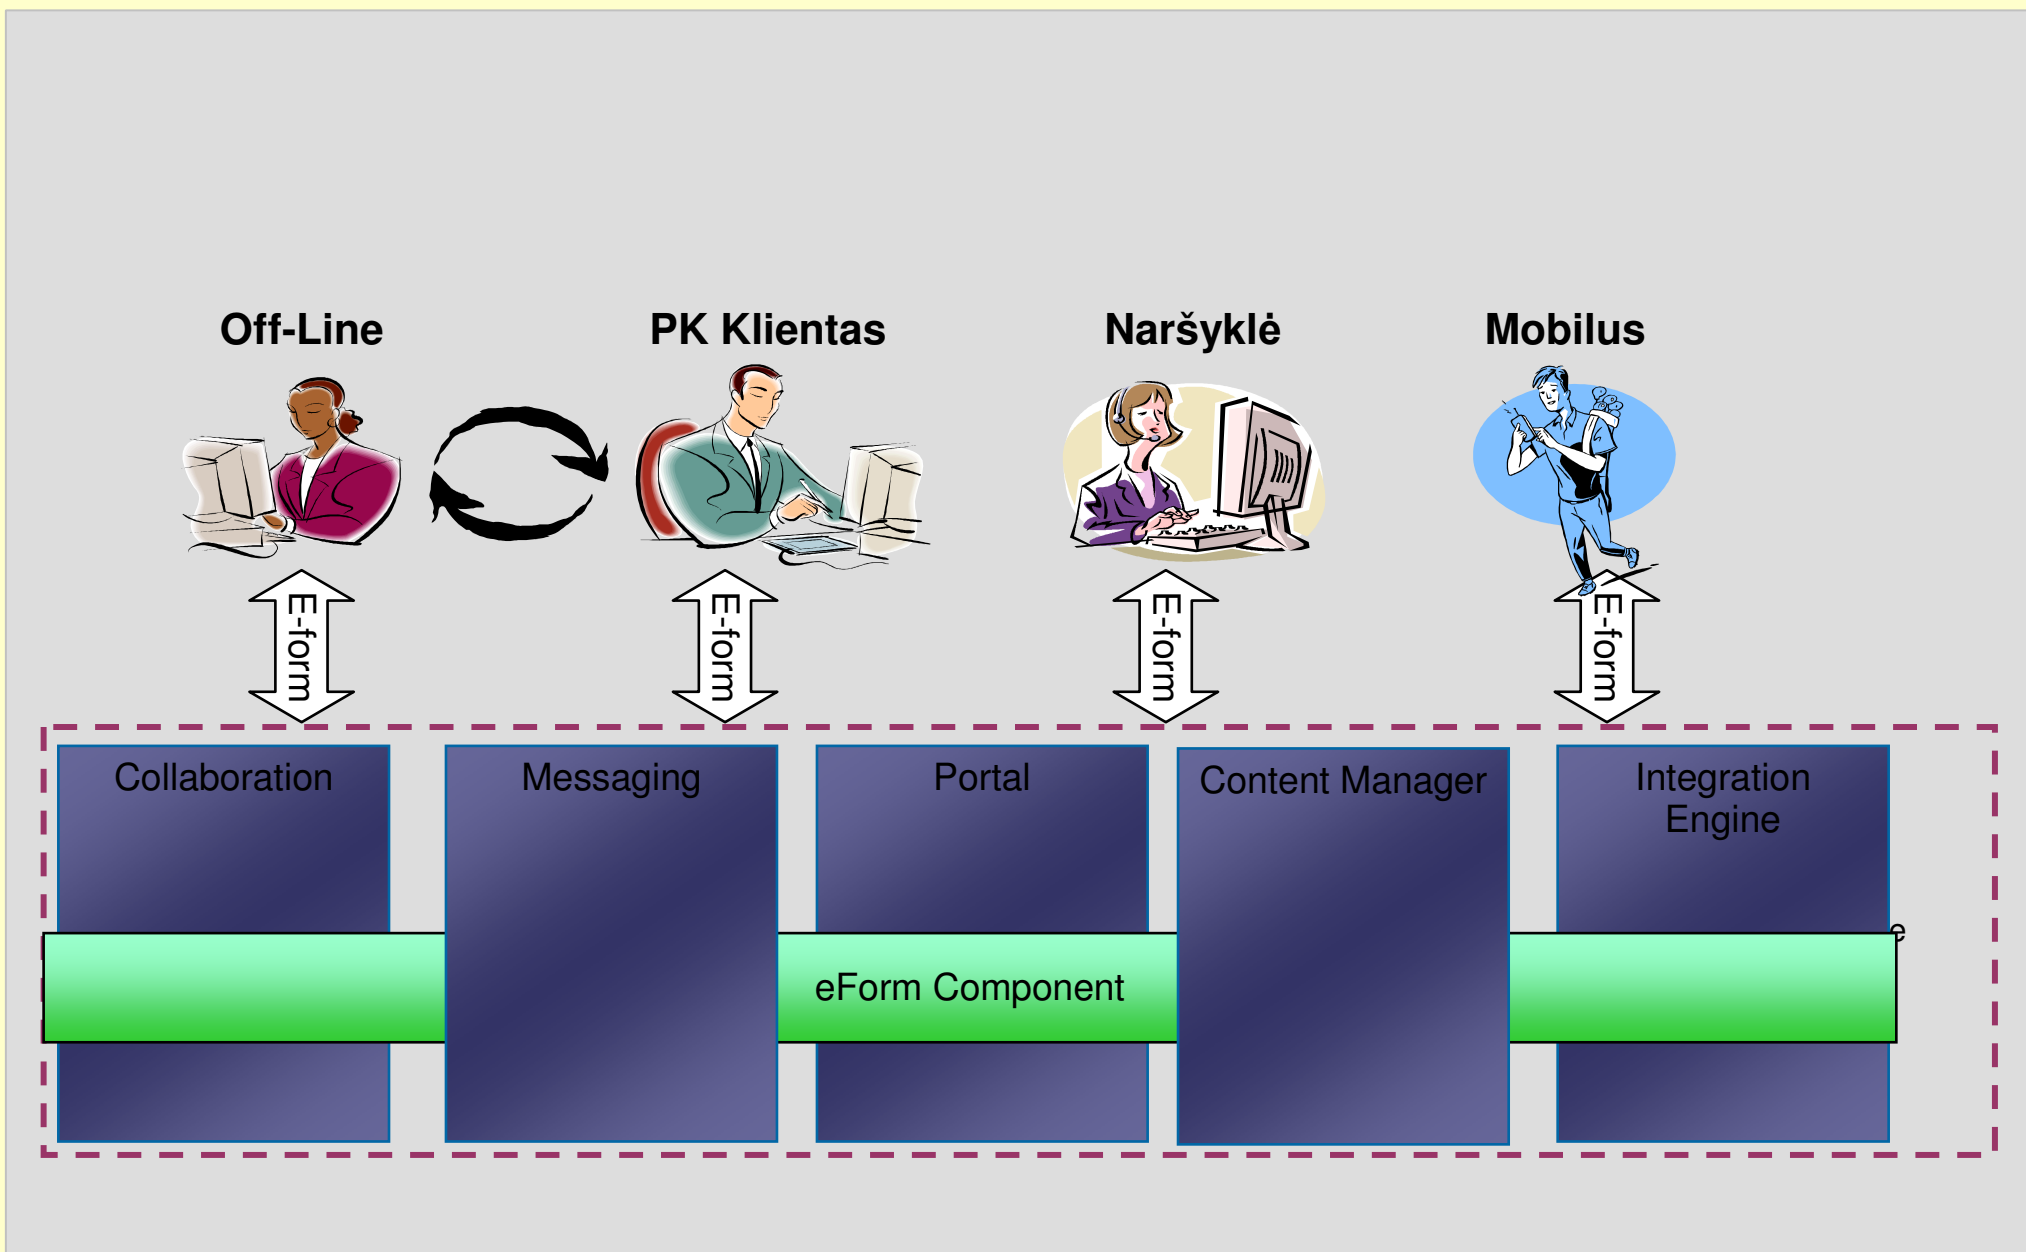 Off-Line
PK Klientas
Naršyklė
Mobilus
E-form
E-form
E-form
E-form
Collaboration
Messaging
Portal
Content Manager
Integration
Engine
e
eForm Component